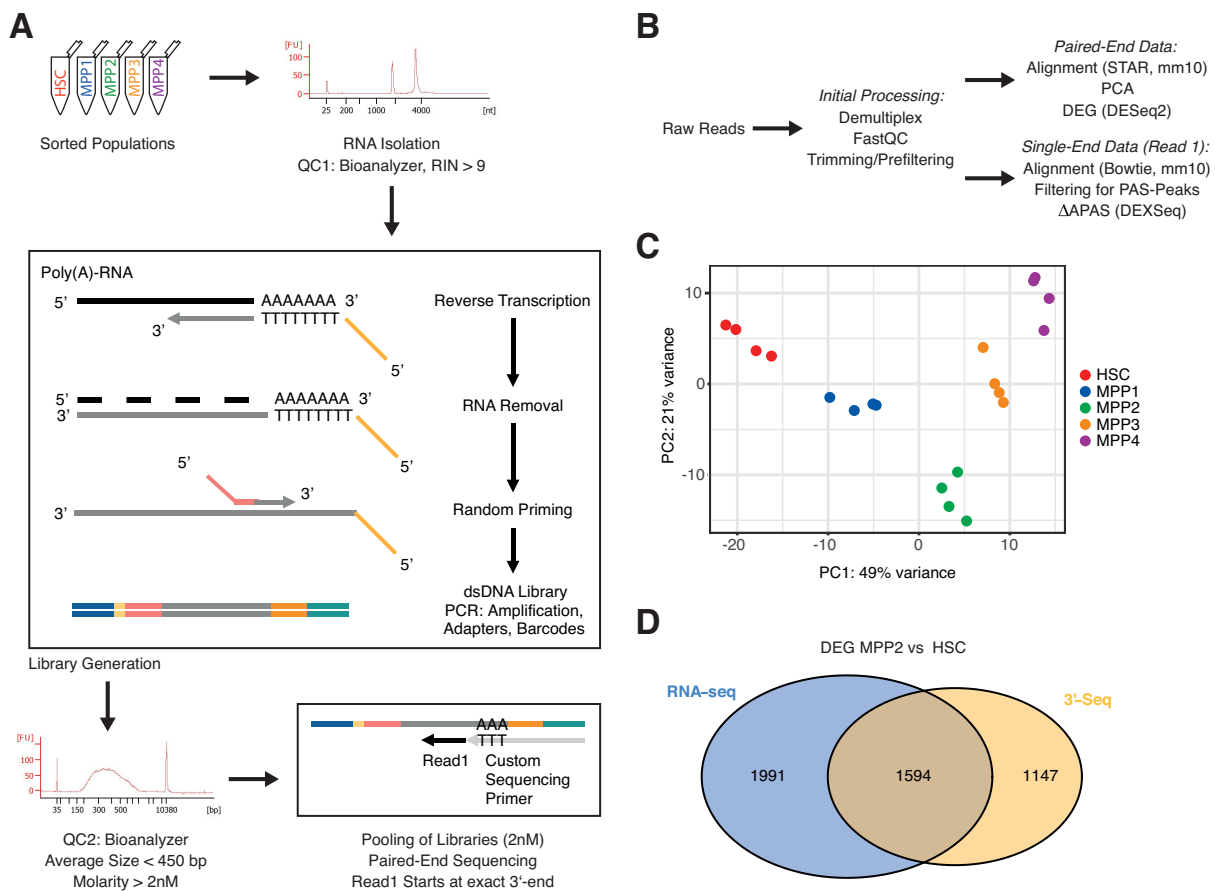 A
HSC
MPP1
MPP2
MPP3
MPP4
Sorted Populations
[FU]
100
50
0
25 200 1000 4000 [nt]
RNA Isolation
QC1: Bioanalyzer, RIN > 9
Poly(A)-RNA
5’ AAAAAAA 3’
3’ TTTTTTTT
5’
Reverse Transcription
5’ AAAAAAA 3’
3’ TTTTTTTT
5’
RNA Removal
5’
3’
3’
5’
Random Priming
dsDNA Library
PCR: Amplification,
Adapters, Barcodes
Library Generation
[FU]
100
50
0
35 150 300 500 10380 [bp]
QC2: Bioanalyzer
Average Size < 450 bp
Molarity > 2nM
AAA
TTT
Read1
Custom
Sequencing
Primer
Pooling of Libraries (2nM)
Paired-End Sequencing
Read1 Starts at exact 3‘-end
B
Raw Reads
Initial Processing:
Demultiplex
FastQC
Trimming/Prefiltering
Paired-End Data:
Alignment (STAR, mm10)
PCA
DEG (DESeq2)
Single-End Data (Read 1):
Alignment (Bowtie, mm10)
Filtering for PAS-Peaks
ΔAPAS (DEXSeq)
C
PC2: 21% variance
10
0
-10
-20 -10 0 10
PC1: 49% variance
HSC
MPP1
MPP2
MPP3
MPP4
D
DEG MPP2 vs HSC
RNA–seq
3'–Seq
1991 1594 1147